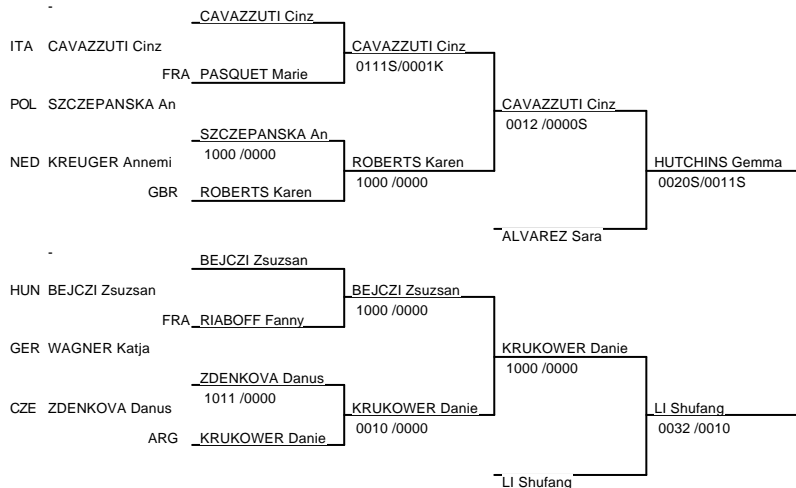 -
CAVAZZUTI Cinz
ITA CAVAZZUTI Cinz
CAVAZZUTI Cinz
0111S/0001K
FRA PASQUET Marie
POL SZCZEPANSKA An
CAVAZZUTI Cinz
0012 /0000S
SZCZEPANSKA An
1000 /0000
NED KREUGER Annemi
ROBERTS Karen
1000 /0000
HUTCHINS Gemma
0020S/0011S
GBR ROBERTS Karen
ALVAREZ Sara
-
BEJCZI Zsuzsan
HUN BEJCZI Zsuzsan
BEJCZI Zsuzsan
1000 /0000
FRA RIABOFF Fanny
GER WAGNER Katja
KRUKOWER Danie
1000 /0000
ZDENKOVA Danus
1011 /0000
CZE ZDENKOVA Danus
KRUKOWER Danie
0010 /0000
LI Shufang
0032 /0010
ARG KRUKOWER Danie
LI Shufang